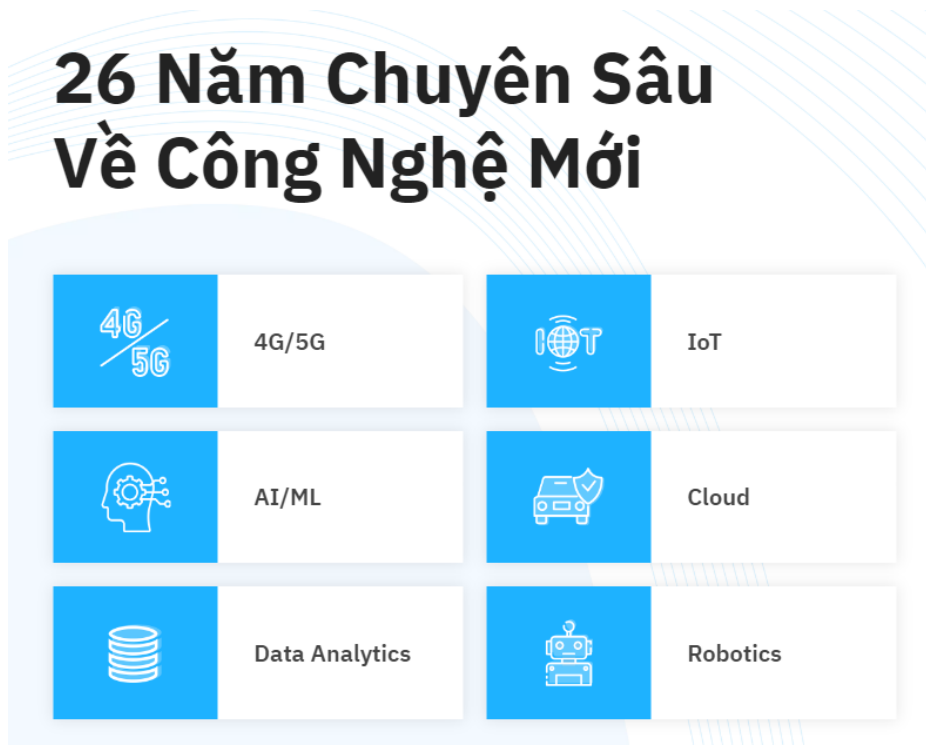 26 Năm Chuyên Sâu
Về Công Nghệ Mới
4G
5G
4G/5G
IOT
IoT
AI/ML
Cloud
Data Analytics
Robotics